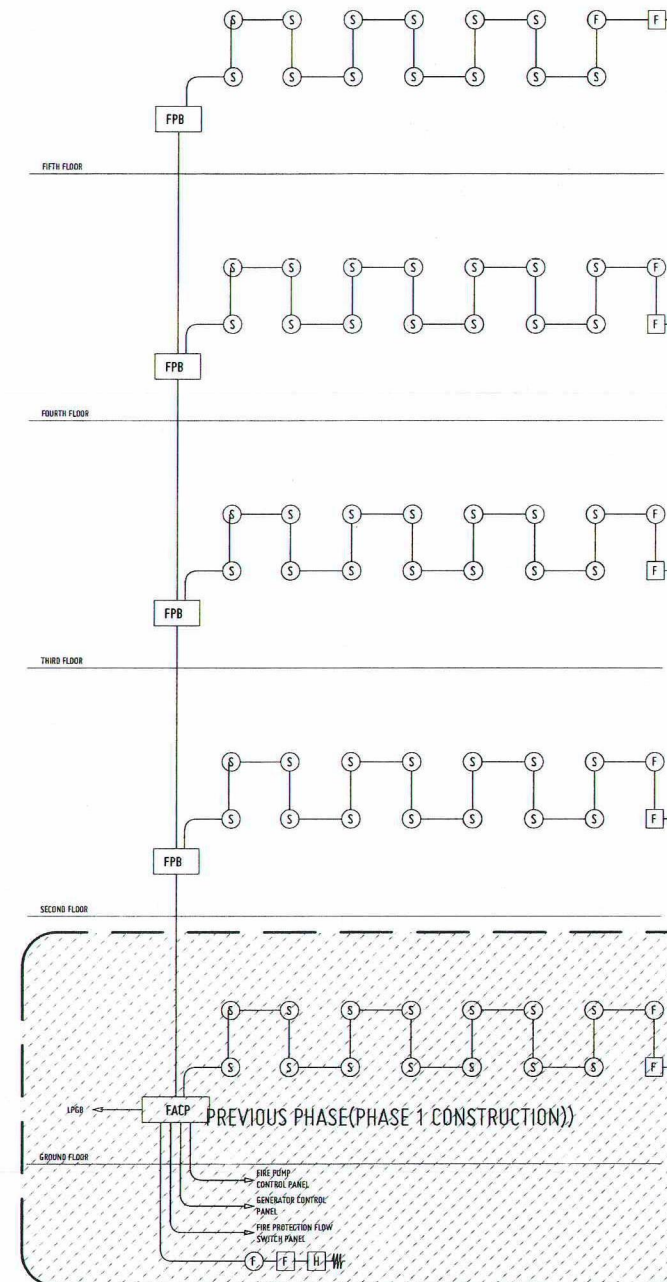 S S S S S S F F
S S S S S S S
FPB
FIFTH FLOOR
S S S S S S S F
S S S S S S S F
FPB
FOURTH FLOOR
S S S S S S S F
S S S S S S S F
FPB
THIRD FLOOR
S S S S S S S F
S S S S S S S F
FPB
SECOND FLOOR
S S S S S S S F
S S S S S S S F
LPGB
FACP
PREVIOUS PHASE(PHASE 1 CONSTRUCTION))
GROUND FLOOR
FIRE PUMP
CONTROL PANEL
GENERATOR CONTROL
PANEL
FIRE PROTECTION FLOW
SWITCH PANEL
F F H